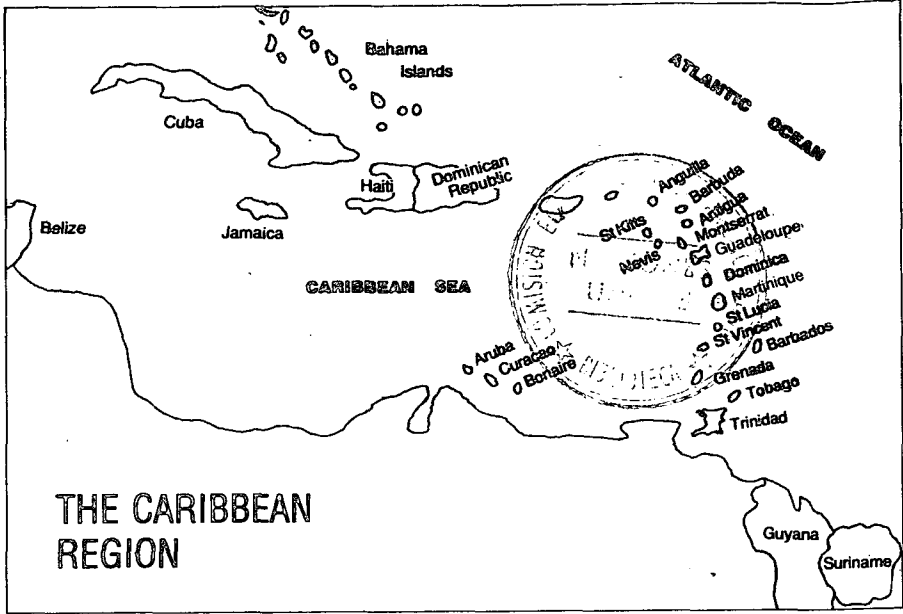 Bahama
Islands
ATLANTIC OCEAN
Cuba
Haiti
Dominican
Republic
Anguilla
Barbuda
Antigua
St Kitts
Montserrat
Nevis
Guadeloupe
Belize
Jamaica
Dominica
CARIBBEAN SEA
Martinique
St Lucia
St Vincent
Barbados
Aruba
Curacao
Bonaire
Grenada
Tobago
Trinidad
BIBLIOTECA
THE CARIBBEAN
REGION
Guyana
Suriname